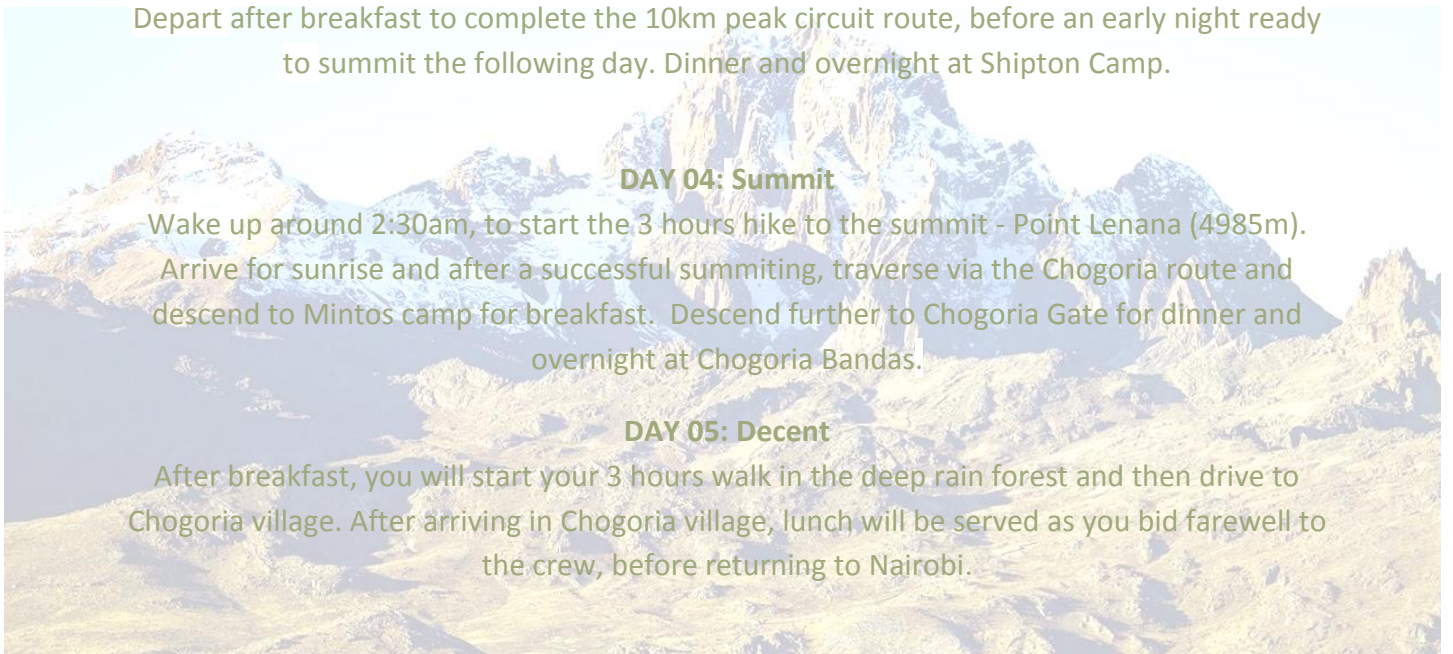 Depart after breakfast to complete the 10km peak circuit route, before an early night ready
to summit the following day. Dinner and overnight at Shipton Camp.
DAY 04: Summit
Wake up around 2:30am, to start the 3 hours hike to the summit - Point Lenana (4985m).
Arrive for sunrise and after a successful summiting, traverse via the Chogoria route and
descend to Mintos camp for breakfast.  Descend further to Chogoria Gate for dinner and
overnight at Chogoria Bandas.
DAY 05: Decent
After breakfast, you will start your 3 hours walk in the deep rain forest and then drive to
Chogoria village. After arriving in Chogoria village, lunch will be served as you bid farewell to
the crew, before returning to Nairobi.